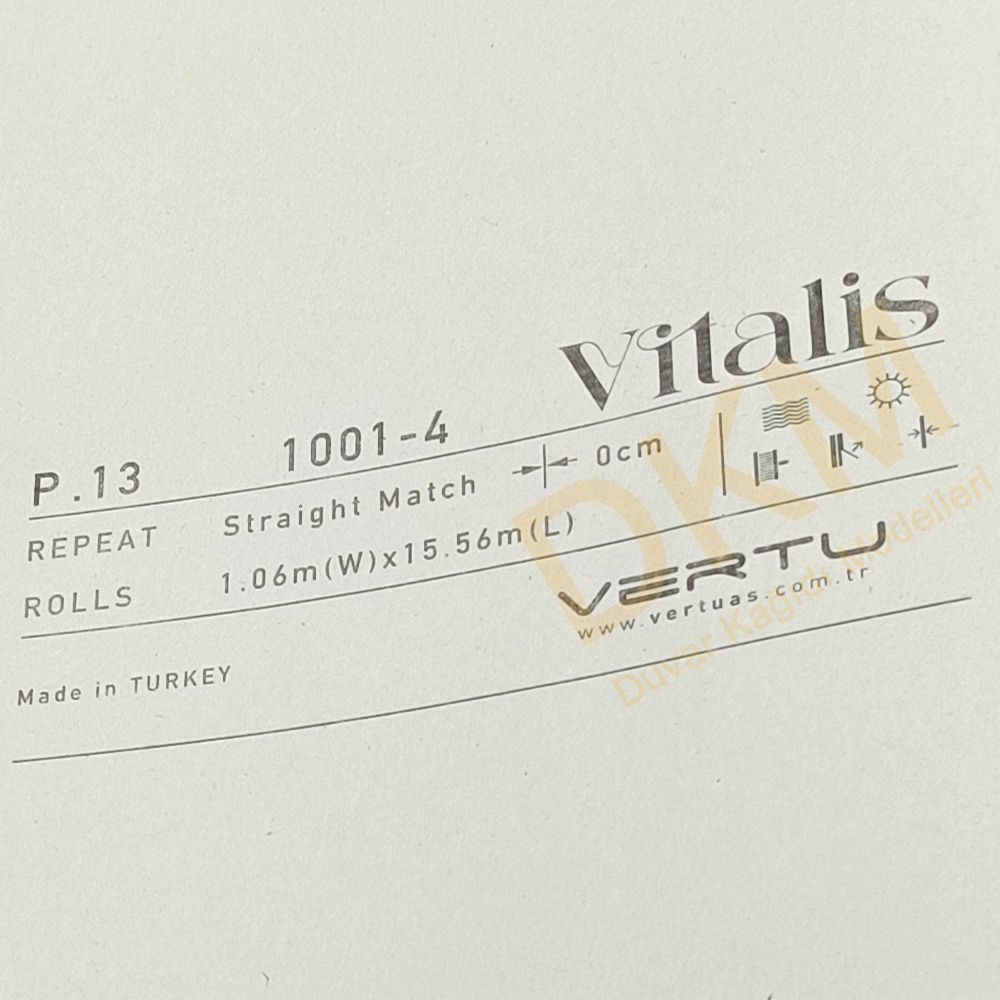 Vitalis
P.13 1001-4
REPEAT Straight Match 0cm
ROLLS 1.06m(W)x15.56m(L)
VERTU
www.vertuas.com.tr
Made in TURKEY
DKM
Duvar Kağıdı Modelleri